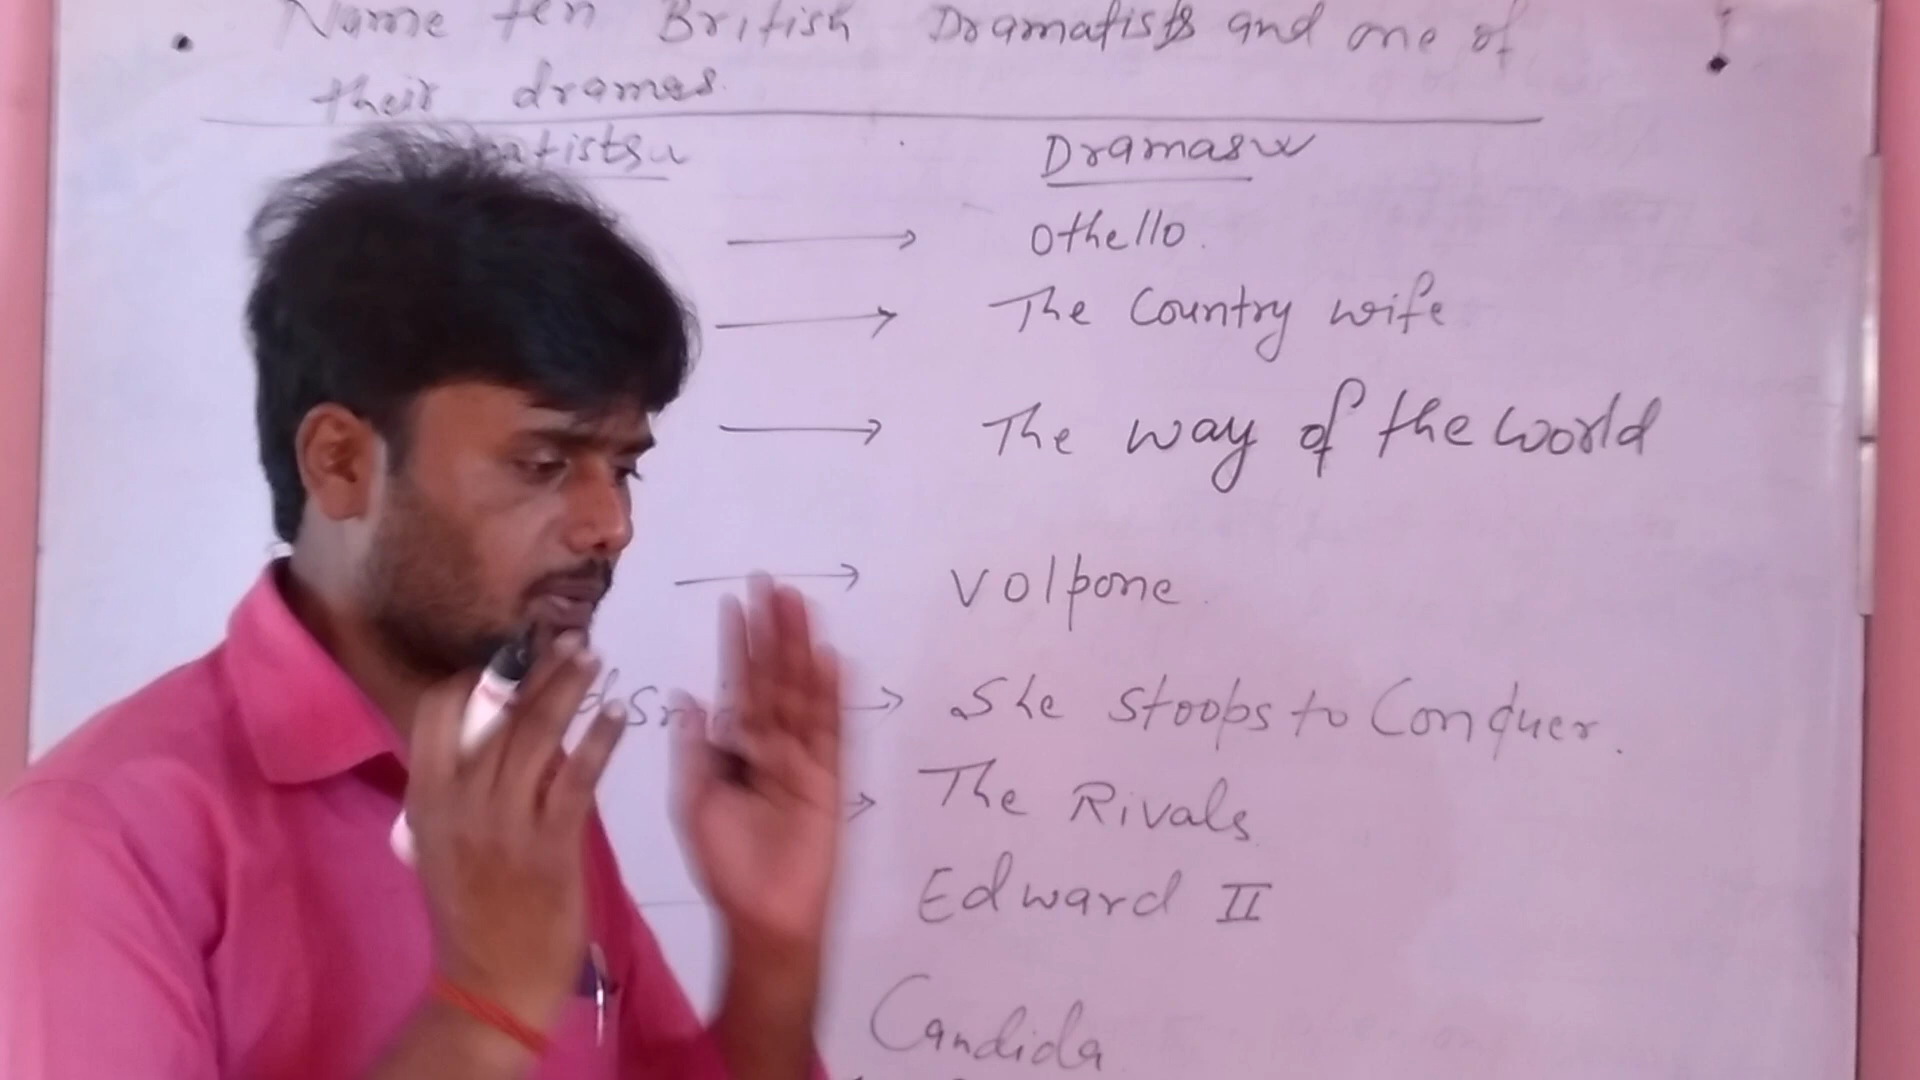 Name ten British Dramatists and one of
their dramas.
Dramas
Othello.
The Country wife
The way of the world
Volpone.
She Stoops to Conquer.
The Rivals
Edward II
Candida